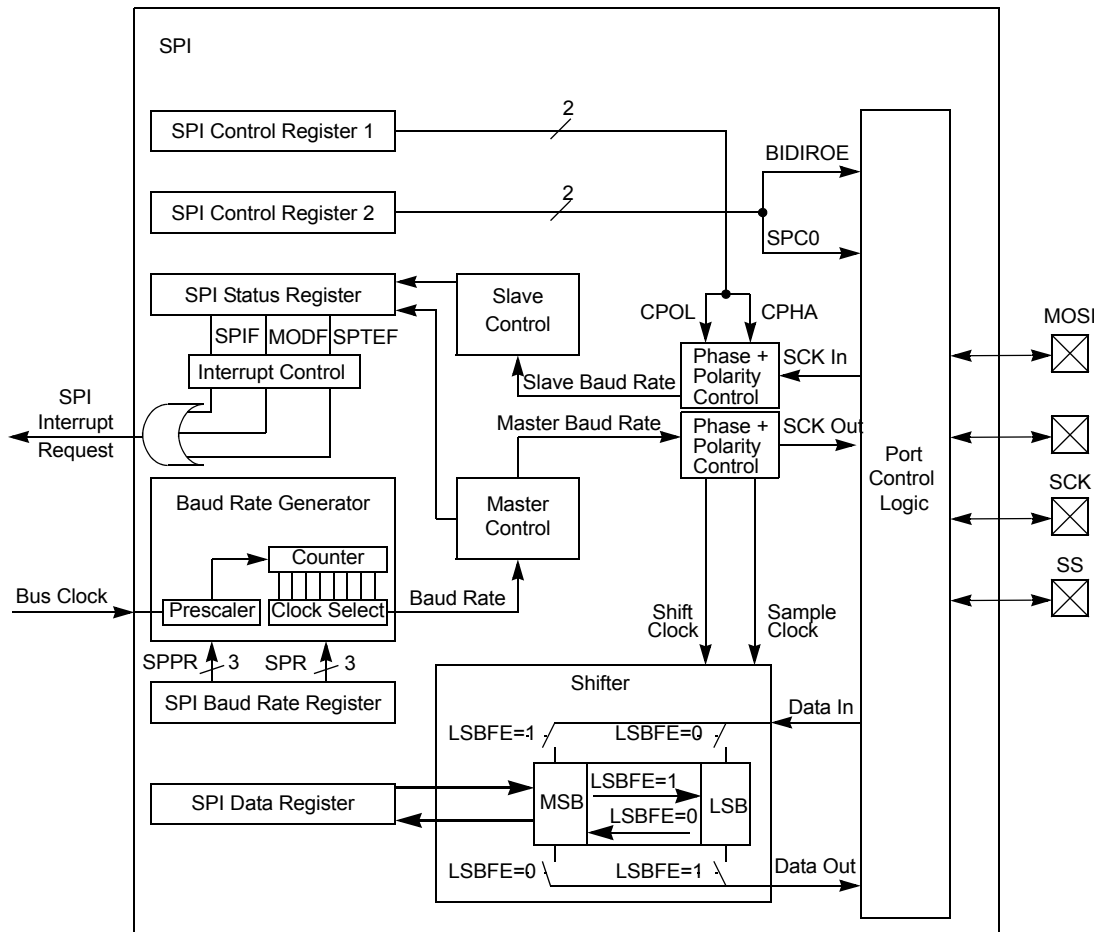 SPI
SPI Control Register 1
2
SPI Control Register 2
2
BIDIROE
SPC0
SPI Status Register
SPIF
MODF
SPTEF
Interrupt Control
SPI
Interrupt
Request
Slave
Control
CPOL
CPHA
Phase +
Polarity
Control
SCK In
Slave Baud Rate
Master Baud Rate
Phase +
Polarity
Control
SCK Out
Port
Control
Logic
MOSI
SCK
SS
Baud Rate Generator
Counter
Prescaler
Clock Select
Bus Clock
Baud Rate
Master
Control
SPPR
3
SPR
3
SPI Baud Rate Register
Shift
Clock
Sample
Clock
Shifter
Data In
LSBFE=1
LSBFE=0
SPI Data Register
MSB
LSBFE=1
LSBFE=0
LSB
LSBFE=0
LSBFE=1
Data Out